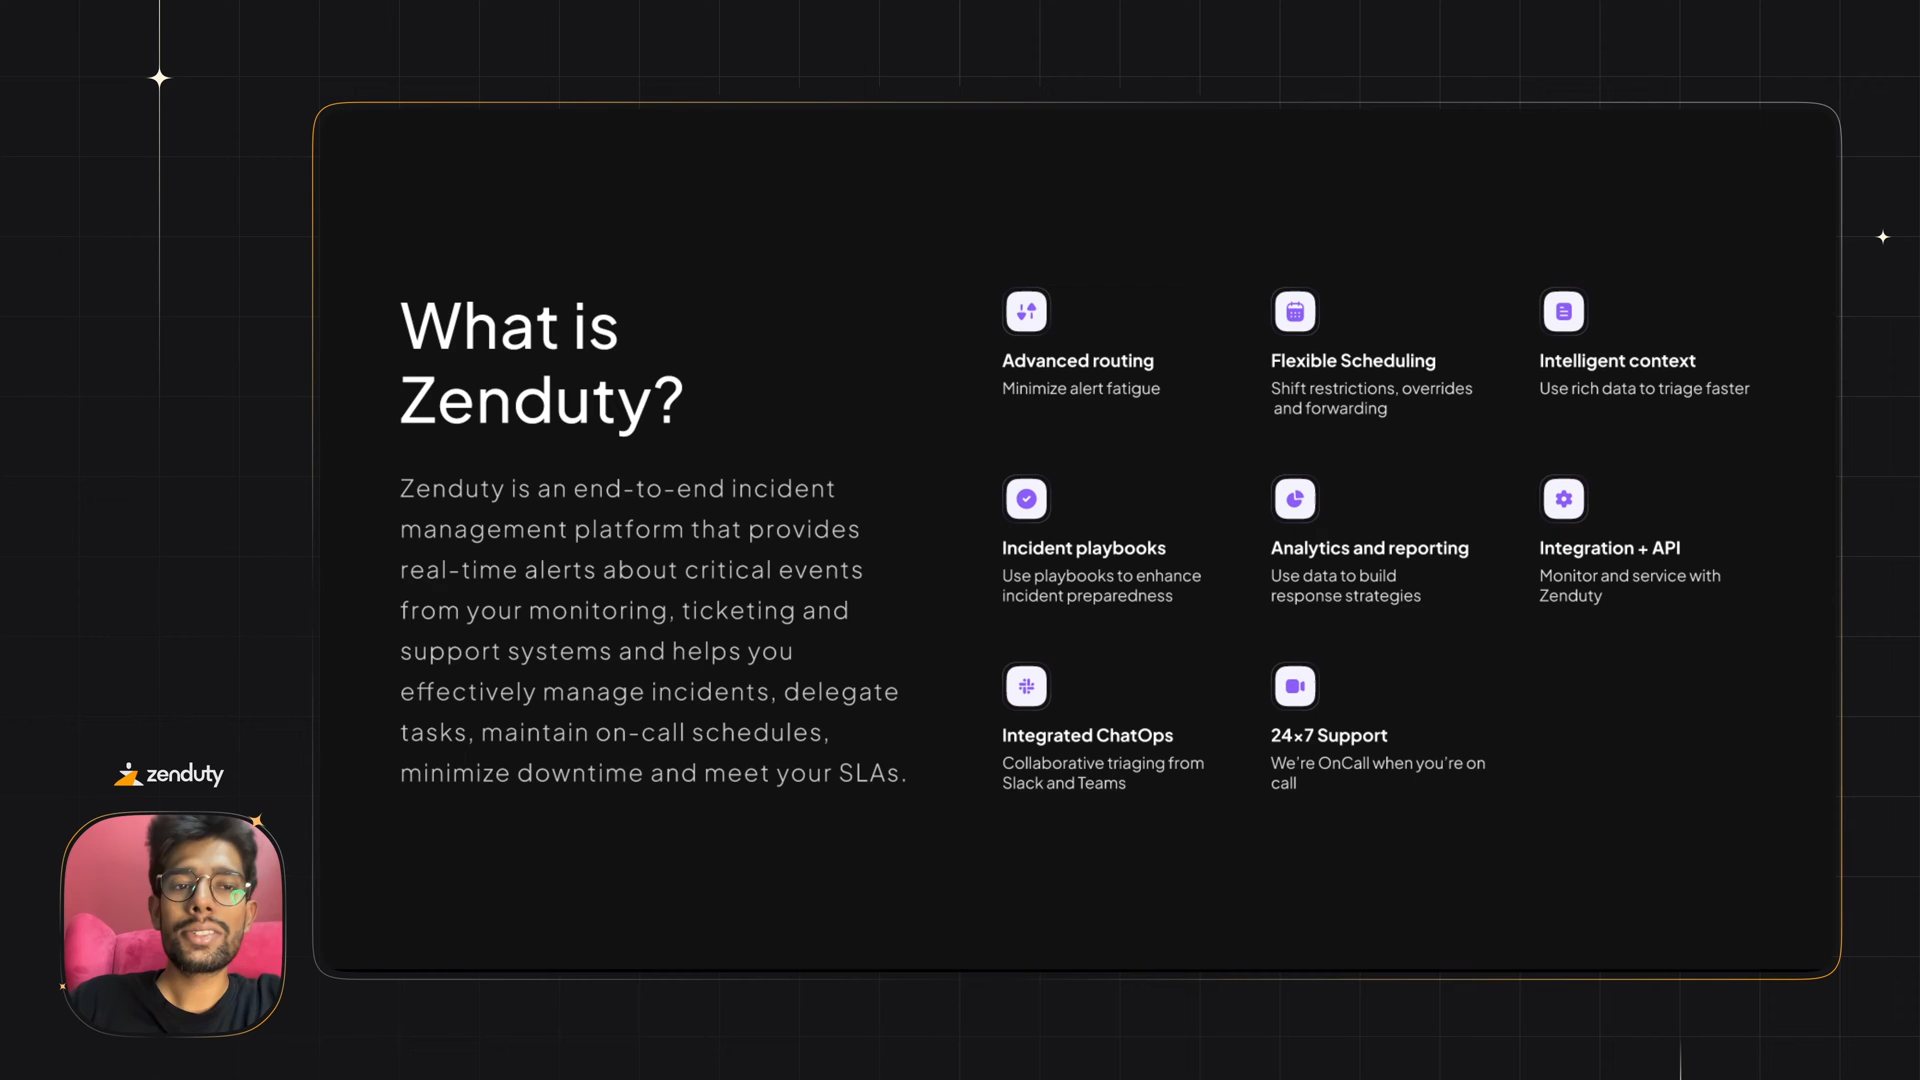 What is
Zenduty?
Zenduty is an end-to-end incident
management platform that provides
real-time alerts about critical events
from your monitoring, ticketing and
support systems and helps you
effectively manage incidents, delegate
tasks, maintain on-call schedules,
minimize downtime and meet your SLAs.
Advanced routing
Minimize alert fatigue
Flexible Scheduling
Shift restrictions, overrides
and forwarding
Intelligent context
Use rich data to triage faster
Incident playbooks
Use playbooks to enhance
incident preparedness
Analytics and reporting
Use data to build
response strategies
Integration + API
Monitor and service with
Zenduty
Integrated ChatOps
Collaborative triaging from
Slack and Teams
24×7 Support
We're OnCall when you're on
call
zenduty